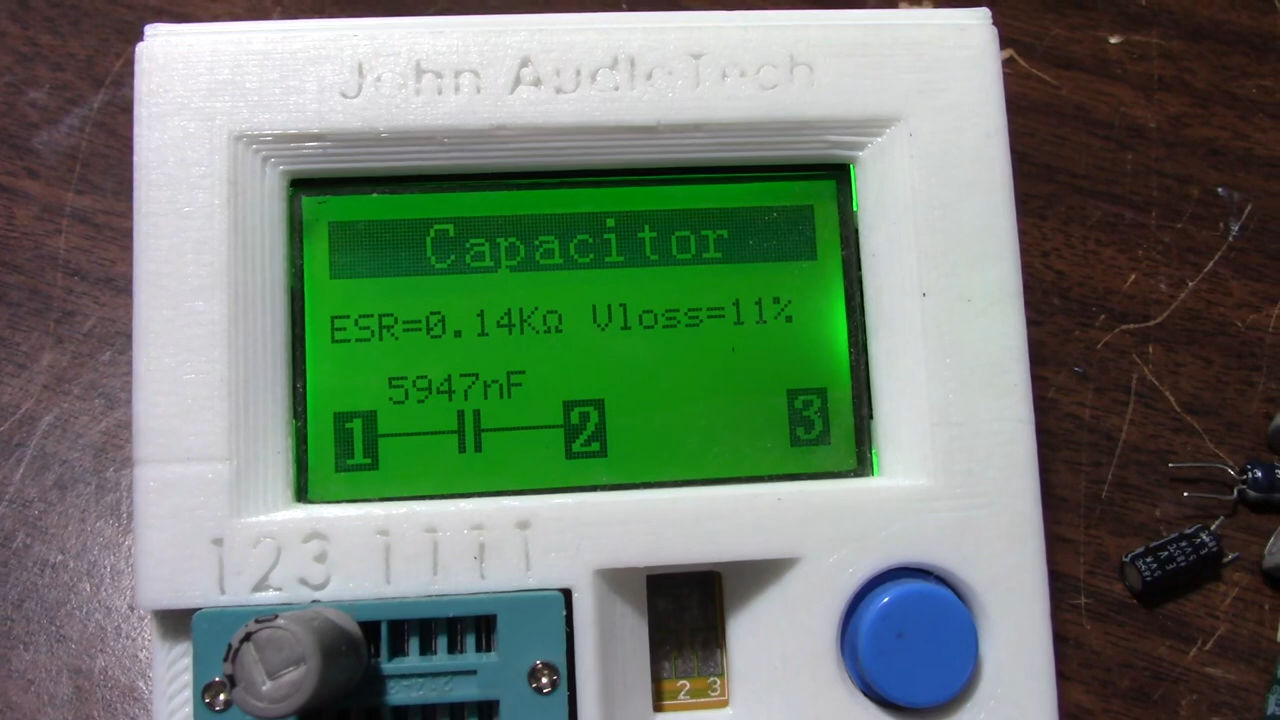 John AudioTech
Capacitor
ESR=0.14KΩ Vloss=11%
5947nF
1 2 3
123 1111
2 3